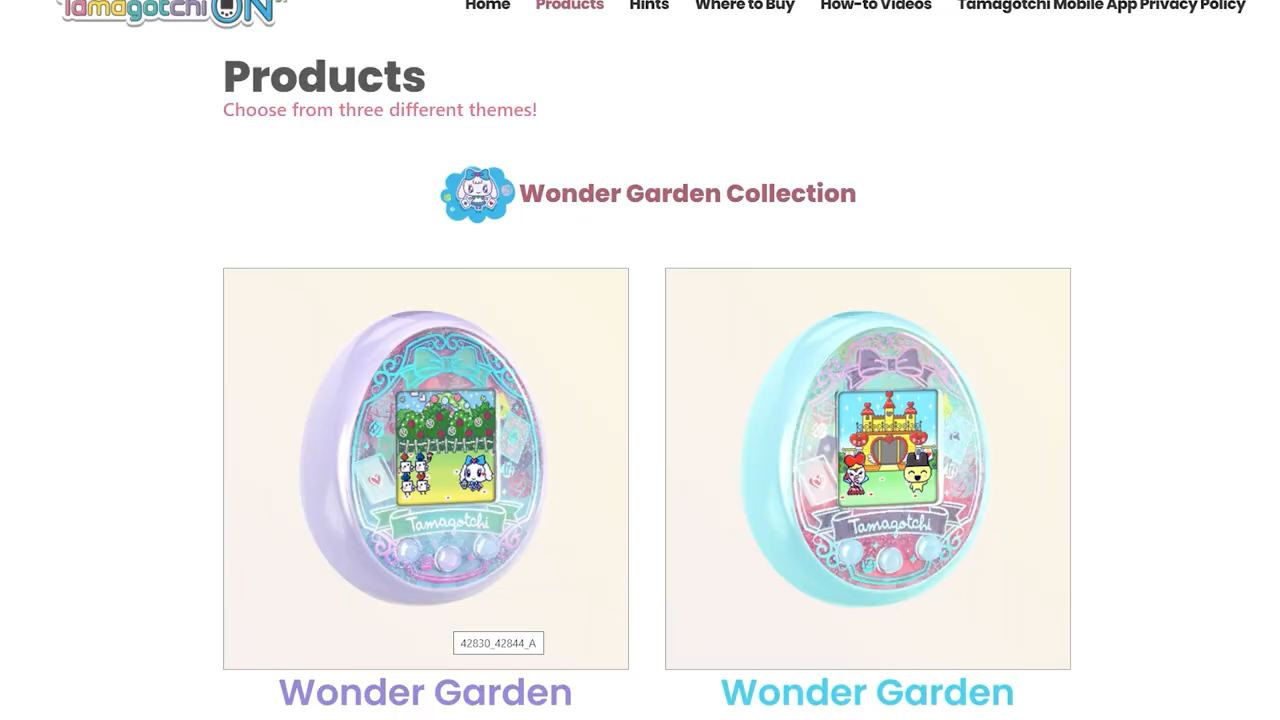 Tamagotchi ON
Home Products Hints Where to Buy How-to Videos Tamagotchi Mobile App Privacy Policy
Products
Choose from three different themes!
Wonder Garden Collection
Tamagotchi
Tamagotchi
42830_42844_A
Wonder Garden
Wonder Garden